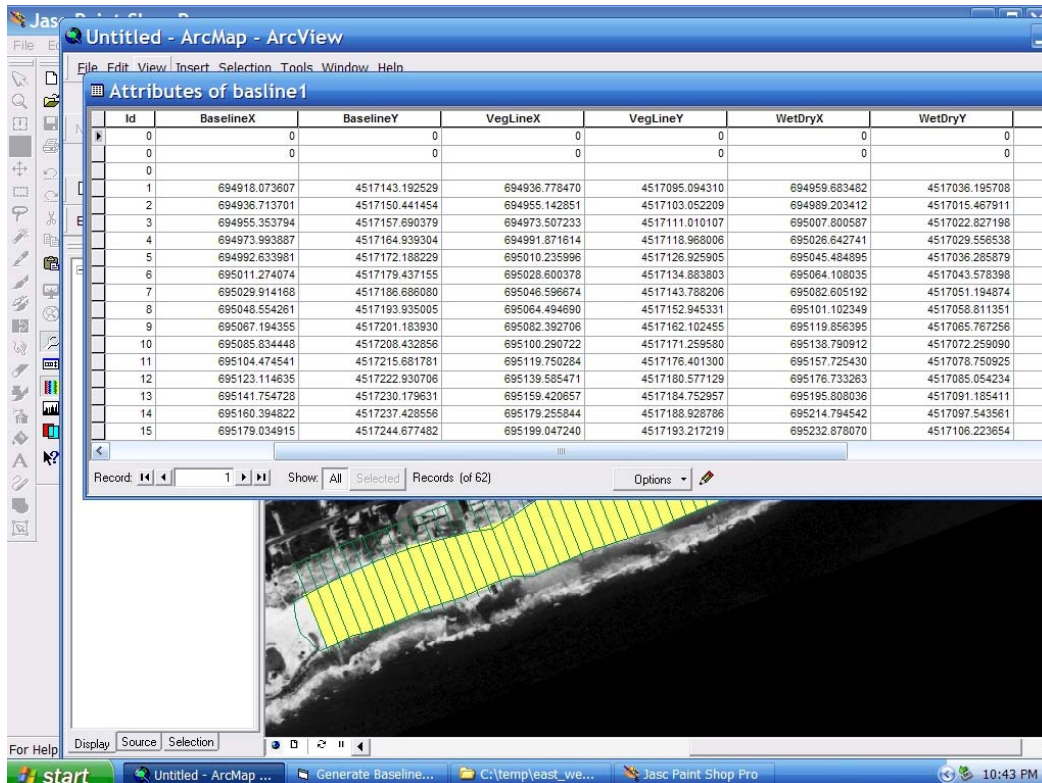 Jasc Paint Shop Pro
File
Untitled - ArcMap - ArcView
File Edit View Insert Selection Tools Window Help
Attributes of basline1
Id BaselineX BaselineY VegLineX VegLineY WetDryX WetDryY
0 0 0 0 0 0 0
0 0 0 0 0 0 0
0
1 694918.073607 4517143.192529 694936.778470 4517095.094310 694959.683482 4517036.195708
2 694936.713701 4517150.441454 694955.142851 4517103.052209 694989.203412 4517015.467911
3 694955.353794 4517157.690379 694973.507233 4517111.010107 695007.800587 4517022.827198
4 694973.993887 4517164.939304 694991.871614 4517118.968006 695026.642741 4517029.556538
5 694992.633981 4517172.188229 695010.235996 4517126.925905 695045.484895 4517036.285879
6 695011.274074 4517179.437155 695028.600378 4517134.883803 695064.108035 4517043.578398
7 695029.914168 4517186.686080 695046.596674 4517143.788206 695082.605192 4517051.194874
8 695048.554261 4517193.935005 695064.494690 4517152.945331 695101.102349 4517058.811351
9 695067.194355 4517201.183930 695082.392706 4517162.102455 695119.856395 4517065.767256
10 695085.834448 4517208.432856 695100.290722 4517171.259580 695138.790912 4517072.259090
11 695104.474541 4517215.681781 695119.750284 4517176.401300 695157.725430 4517078.750925
12 695123.114635 4517222.930706 695139.585471 4517180.577129 695176.733263 4517085.054234
13 695141.754728 4517230.179631 695159.420657 4517184.752957 695195.808036 4517091.185411
14 695160.394822 4517237.428556 695179.255844 4517188.928786 695214.794542 4517097.543561
15 695179.034915 4517244.677482 695199.047240 4517193.217219 695232.878070 4517106.223654
Record: 1 Show: All Selected Records (of 62) Options
Display Source Selection
For Help
start Untitled - ArcMap ... Generate Baseline... C:\temp\east_we... Jasc Paint Shop Pro 10:43 PM